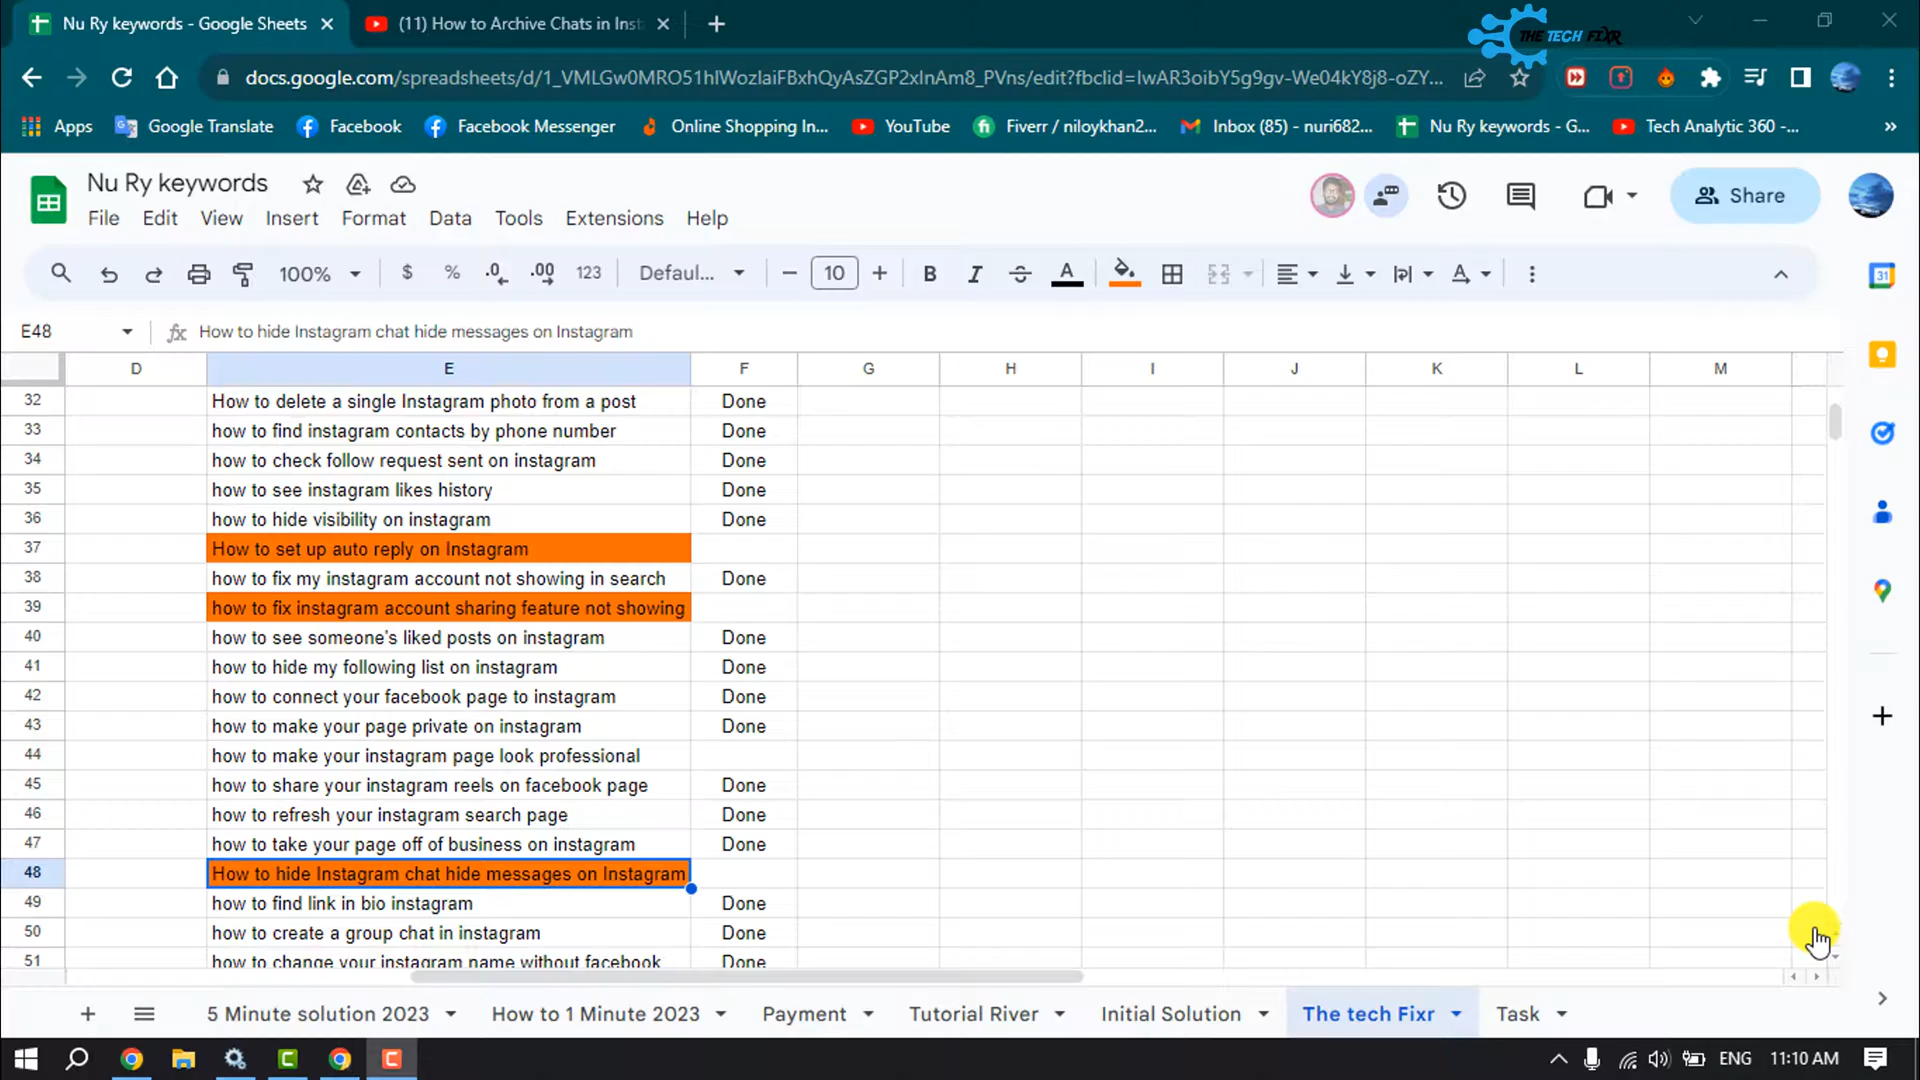 Nu Ry keywords - Google Sheets
(11) How to Archive Chats in Inst
THE TECH FIXR
docs.google.com/spreadsheets/d/1_VMLGw0MRO51hlWozIaiFBxhQyAsZGP2xlnAm8_PVns/edit?fbclid=IwAR3oibY5g9gv-We04kY8j8-oZY...
Apps
Google Translate
Facebook
Facebook Messenger
Online Shopping In...
YouTube
Fiverr / niloykhan2...
Inbox (85) - nuri682...
Nu Ry keywords - G...
Tech Analytic 360 -...
Nu Ry keywords
File Edit View Insert Format Data Tools Extensions Help
Share
100% $ % .0 .00 123 Defaul... 10 B I A
31
E48 How to hide Instagram chat hide messages on Instagram
D E F G H I J K L M
32 How to delete a single Instagram photo from a post Done
33 how to find instagram contacts by phone number Done
34 how to check follow request sent on instagram Done
35 how to see instagram likes history Done
36 how to hide visibility on instagram Done
37 How to set up auto reply on Instagram
38 how to fix my instagram account not showing in search Done
39 how to fix instagram account sharing feature not showing
40 how to see someone's liked posts on instagram Done
41 how to hide my following list on instagram Done
42 how to connect your facebook page to instagram Done
43 how to make your page private on instagram Done
44 how to make your instagram page look professional
45 how to share your instagram reels on facebook page Done
46 how to refresh your instagram search page Done
47 how to take your page off of business on instagram Done
48 How to hide Instagram chat hide messages on Instagram
49 how to find link in bio instagram Done
50 how to create a group chat in instagram Done
51 how to change your instagram name without facebook Done
5 Minute solution 2023 How to 1 Minute 2023 Payment Tutorial River Initial Solution The tech Fixr Task
ENG 11:10 AM